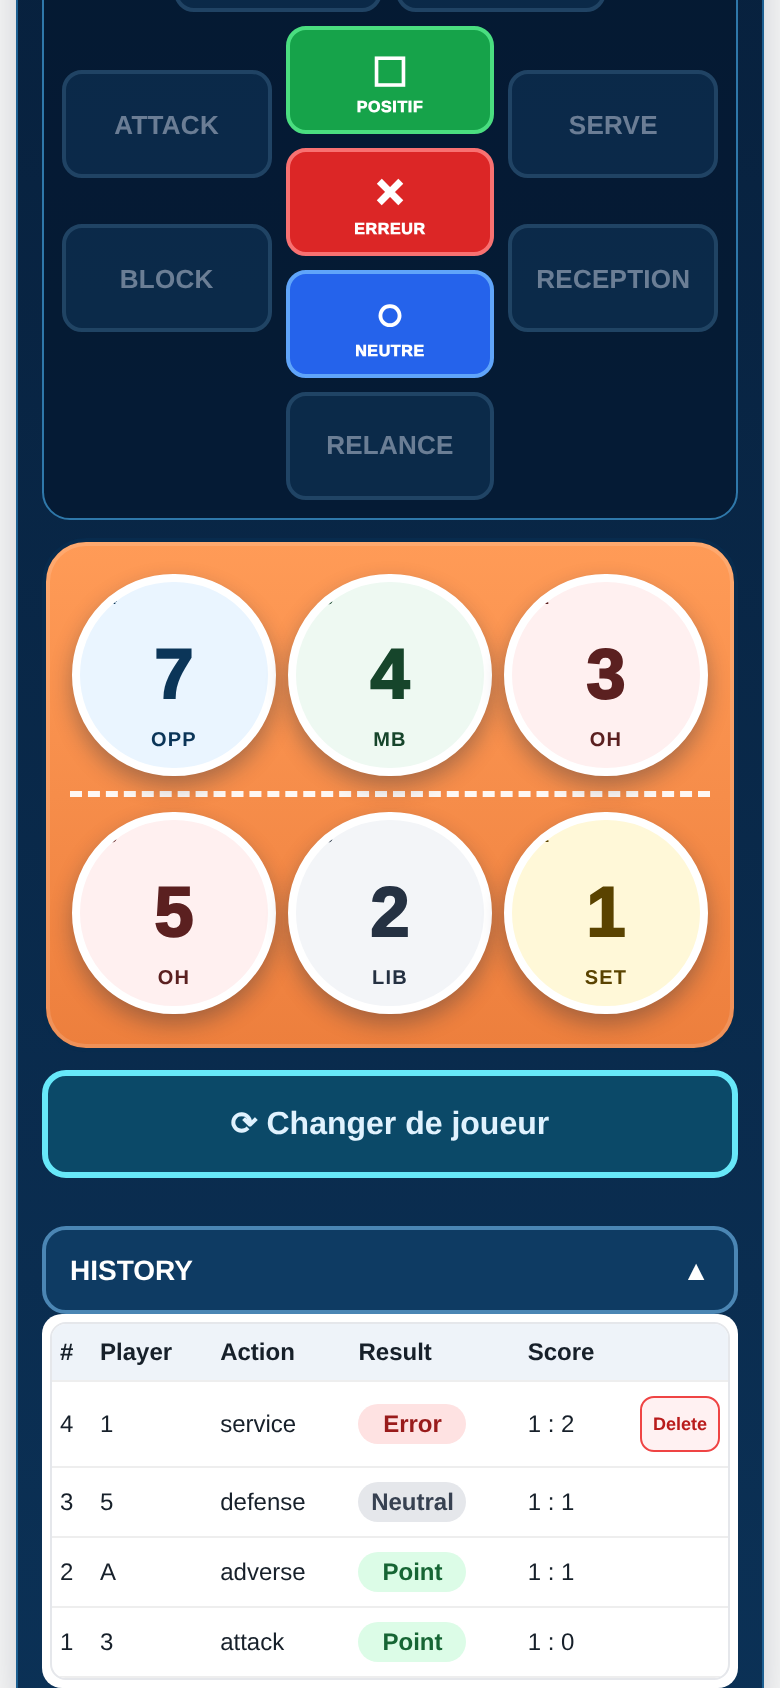 □
POSITIF
ATTACK
SERVE
✖
ERREUR
BLOCK
RECEPTION
○
NEUTRE
RELANCE
7 4 3
OPP MB OH
5 2 1
OH LIB SET
⟳ Changer de joueur
HISTORY ▲
# Player Action Result Score
4 1 service Error 1 : 2 Delete
3 5 defense Neutral 1 : 1
2 A adverse Point 1 : 1
1 3 attack Point 1 : 0